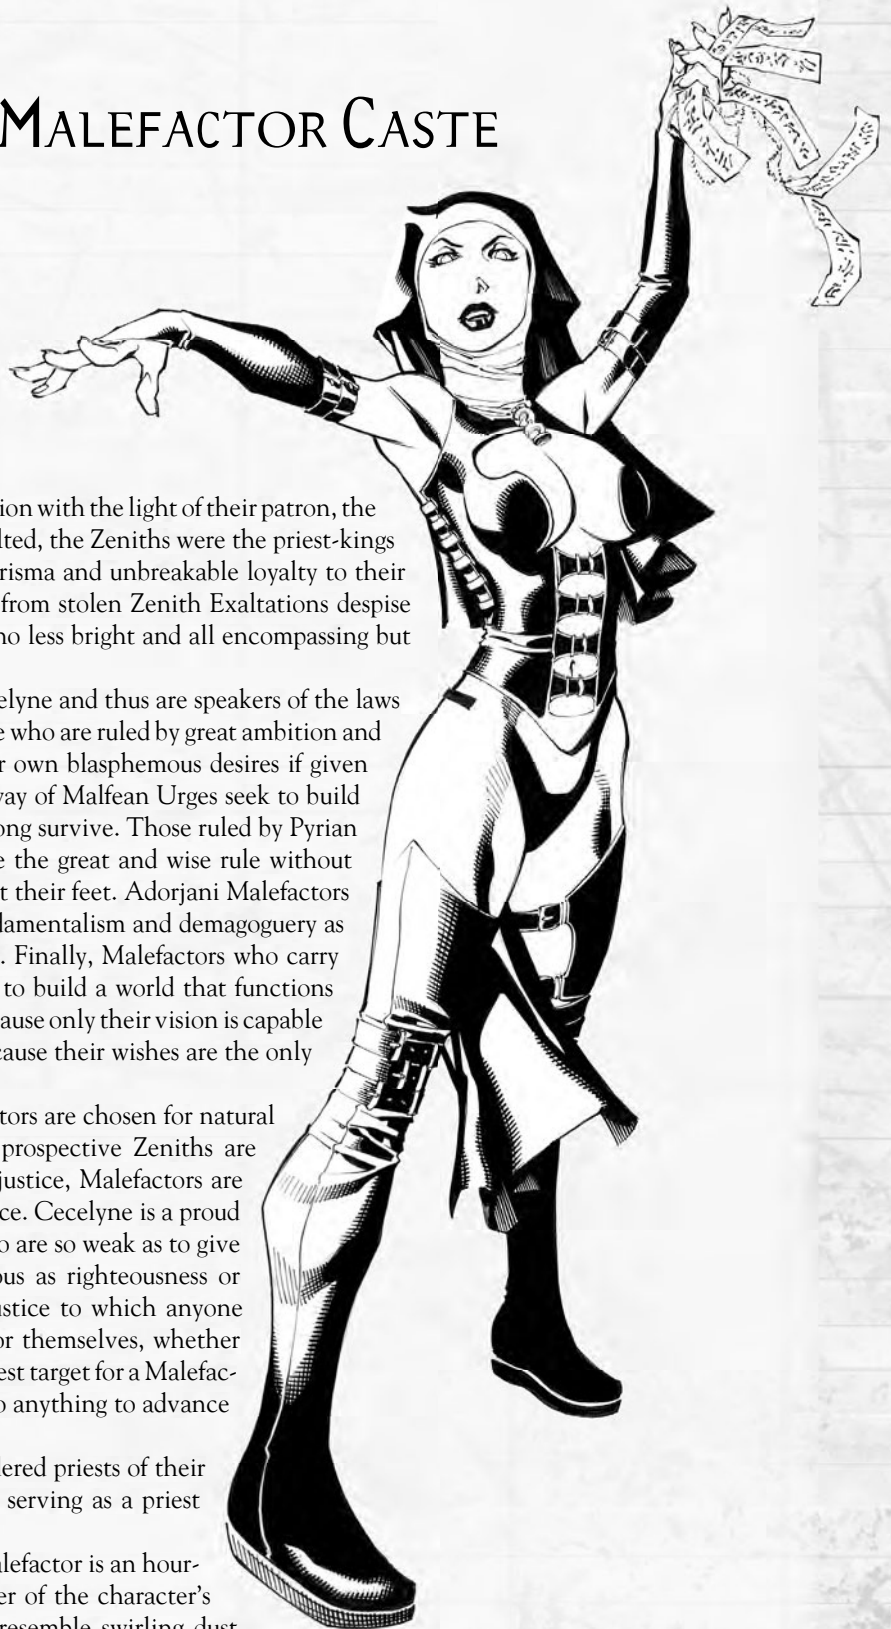 MALEFACTOR CASTE
ion with the light of their patron, the
lted, the Zeniths were the priest-kings
risma and unbreakable loyalty to their
from stolen Zenith Exaltations despise
no less bright and all encompassing but
elyne and thus are speakers of the laws
e who are ruled by great ambition and
r own blasphemous desires if given
way of Malfean Urges seek to build
ong survive. Those ruled by Pyrian
e the great and wise rule without
t their feet. Adorjani Malefactors
damentalism and demagoguery as
. Finally, Malefactors who carry
to build a world that functions
ause only their vision is capable
cause their wishes are the only
tors are chosen for natural
prospective Zeniths are
justice, Malefactors are
ce. Cecelyne is a proud
o are so weak as to give
ous as righteousness or
ustice to which anyone
or themselves, whether
est target for a Malefac-
o anything to advance
lered priests of their
serving as a priest
alefactor is an hour-
er of the character's
resemble swirling dust